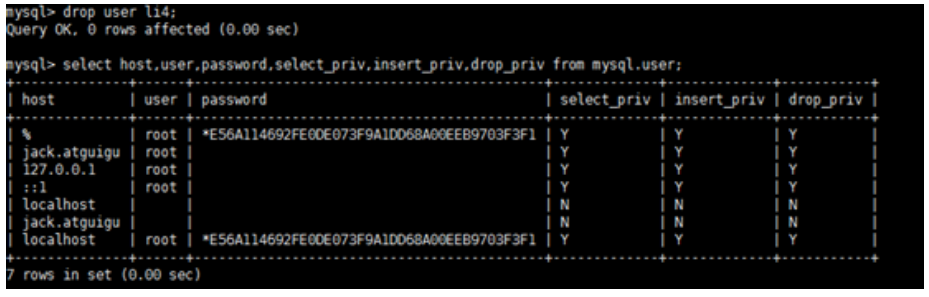 mysql> drop user li4;
Query OK, 0 rows affected (0.00 sec)
mysql> select host,user,password,select_priv,insert_priv,drop_priv from mysql.user;
+--------------+------+-------------------------------------------+-------------+-------------+-----------+
| host | user | password | select_priv | insert_priv | drop_priv |
+--------------+------+-------------------------------------------+-------------+-------------+-----------+
| % | root | *E56A114692FE0DE073F9A1DD68A00EEB9703F3F1 | Y | Y | Y |
| jack.atguigu | root | | Y | Y | Y |
| 127.0.0.1 | root | | Y | Y | Y |
| ::1 | root | | Y | Y | Y |
| localhost | | | N | N | N |
| jack.atguigu | | | N | N | N |
| localhost | root | *E56A114692FE0DE073F9A1DD68A00EEB9703F3F1 | Y | Y | Y |
+--------------+------+-------------------------------------------+-------------+-------------+-----------+
7 rows in set (0.00 sec)